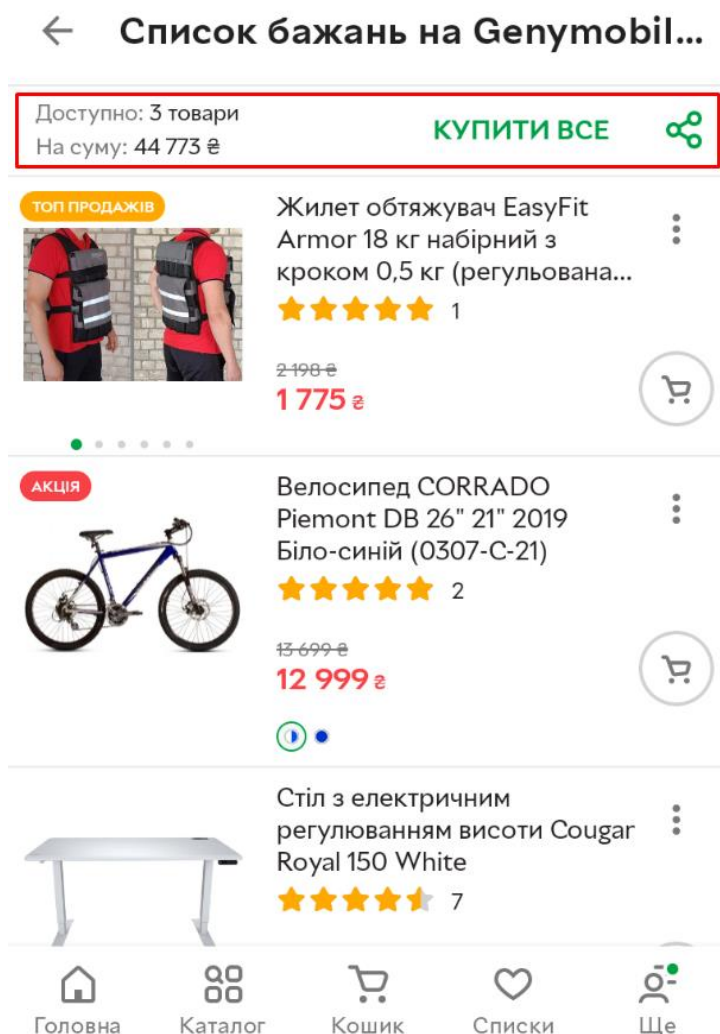 Список бажань на Genymobil...
Доступно: 3 товари
На суму: 44 773 ₴
КУПИТИ ВСЕ
ТОП ПРОДАЖІВ
Жилет обтяжувач EasyFit
Armor 18 кг набірний з
кроком 0,5 кг (регульована...
1
2 198 ₴
1 775 ₴
АКЦІЯ
Велосипед CORRADO
Piemont DB 26" 21" 2019
Біло-синій (0307-С-21)
2
13 699 ₴
12 999 ₴
Стіл з електричним
регулюванням висоти Cougar
Royal 150 White
7
Головна
Каталог
Кошик
Списки
Ще